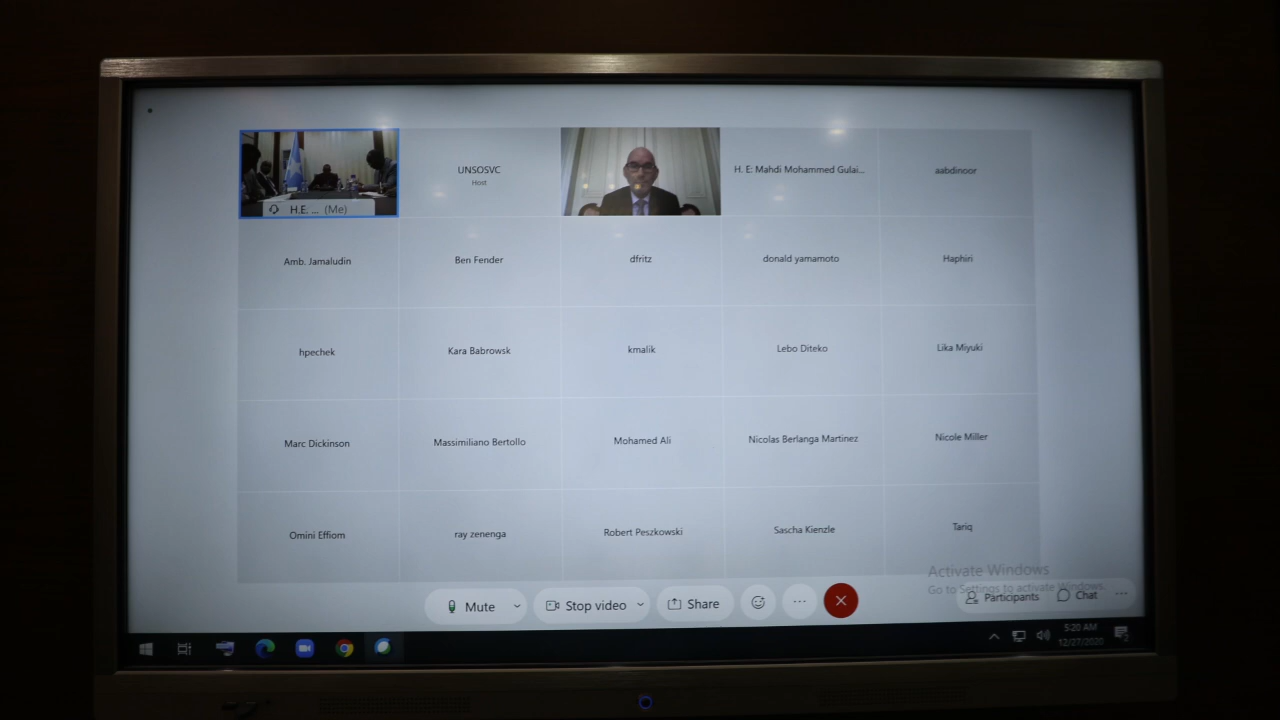 UNSOSVC
Host
H. E: Mahdi Mohammed Gulai...
aabdinoor
H.E. ... (Me)
Amb. Jamaludin
Ben Fender
dfritz
donald yamamoto
Haphiri
hpechek
Kara Babrowsk
kmalik
Lebo Diteko
Lika Miyuki
Marc Dickinson
Massimiliano Bertollo
Mohamed Ali
Nicolas Berlanga Martinez
Nicole Miller
Omini Effiom
ray zenenga
Robert Peszkowski
Sascha Kienzle
Tariq
Activate Windows
Go to Settings to activate Windows.
Mute
Stop video
Share
Participants
Chat
5:20 AM
12/27/2020